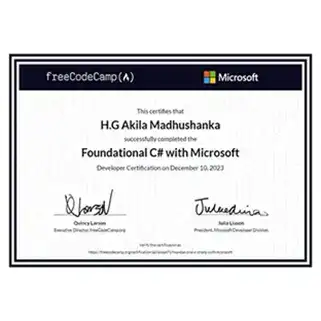 freeCodeCamp(🔥)
Microsoft
This certifies that
H.G Akila Madhushanka
successfully completed the
Foundational C# with Microsoft
Developer Certification on December 10, 2023
Quincy Larson
Executive Director, freeCodeCamp.org
Julia Liuson
President, Microsoft Developer Division